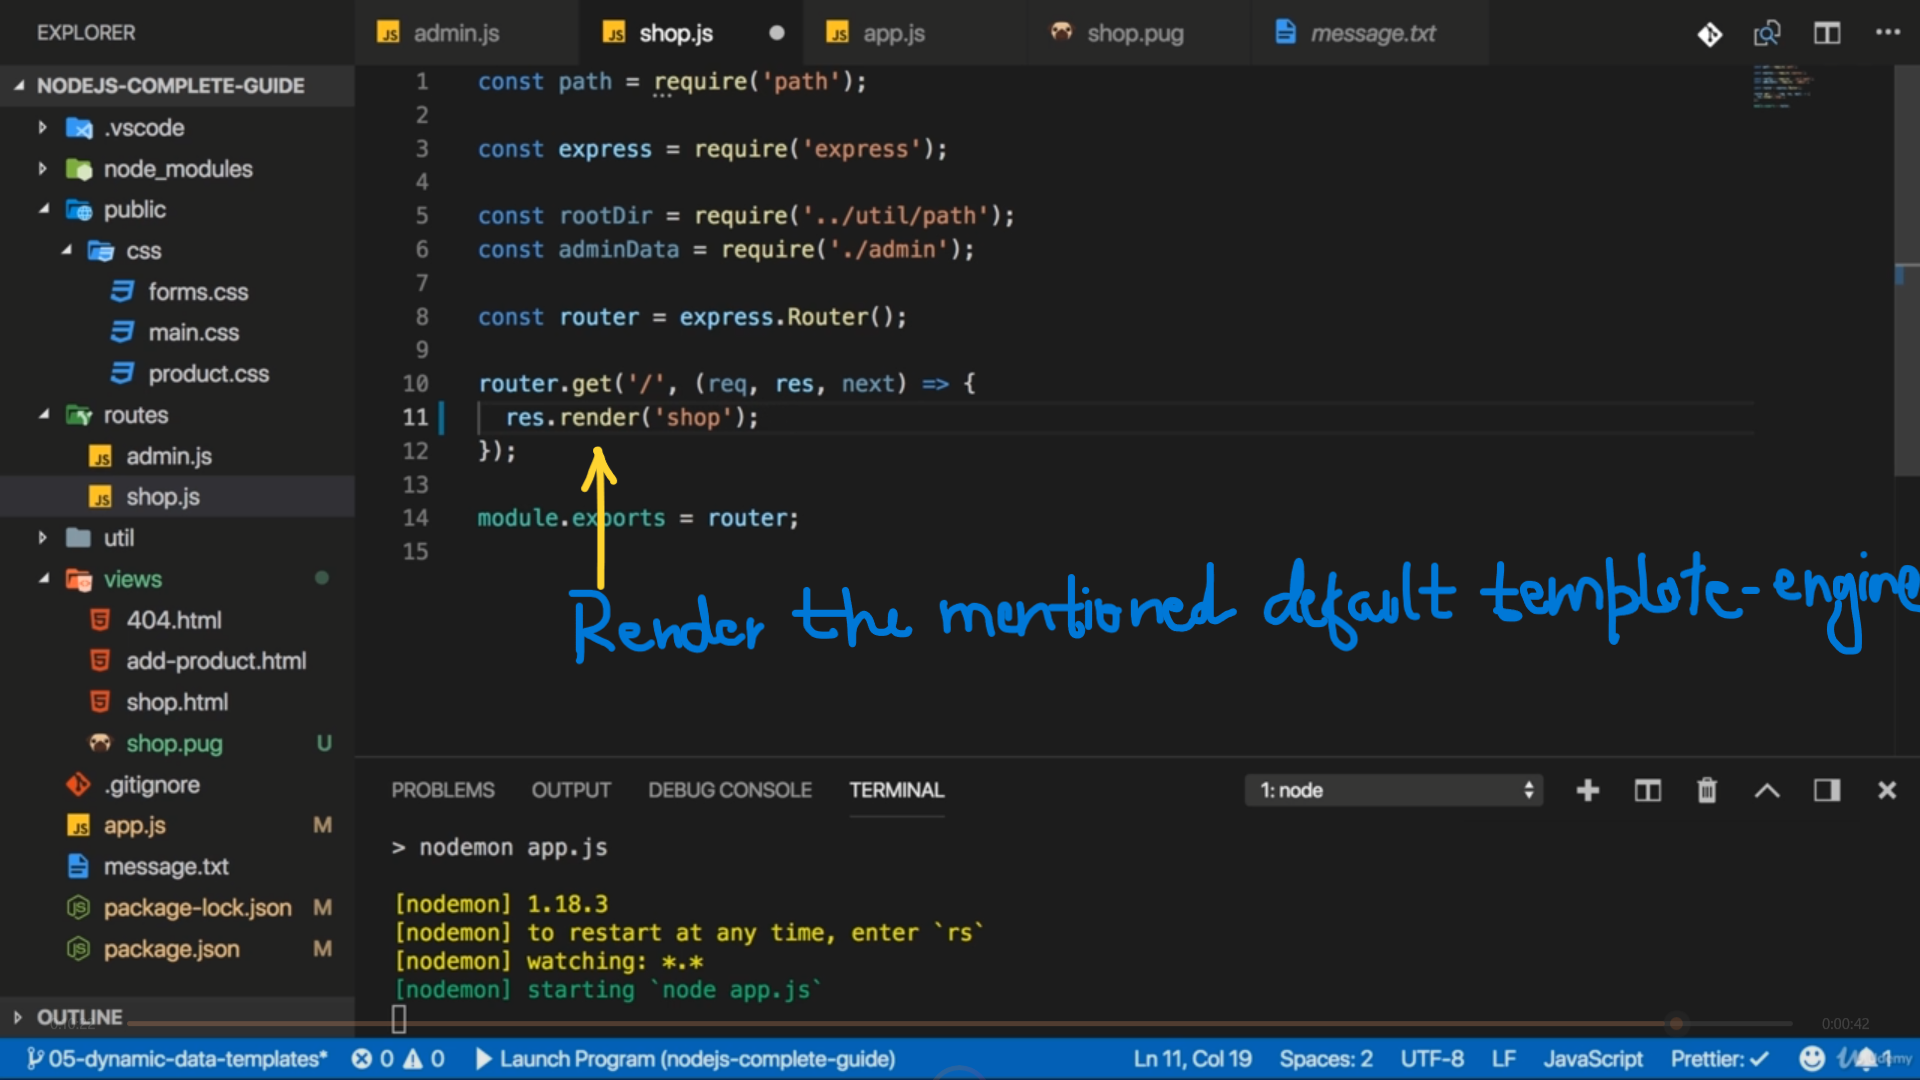 EXPLORER
admin.js
shop.js
app.js
shop.pug
message.txt
NODEJS-COMPLETE-GUIDE
.vscode
node_modules
public
css
forms.css
main.css
product.css
routes
admin.js
shop.js
util
views
404.html
add-product.html
shop.html
shop.pug U
.gitignore
app.js M
message.txt
package-lock.json M
package.json M
OUTLINE
1 const path = require('path');
2
3 const express = require('express');
4
5 const rootDir = require('../util/path');
6 const adminData = require('./admin');
7
8 const router = express.Router();
9
10 router.get('/', (req, res, next) => {
11 res.render('shop');
12 });
13
14 module.exports = router;
15
Render the mentioned default template-engine
PROBLEMS OUTPUT DEBUG CONSOLE TERMINAL 1: node
> nodemon app.js
[nodemon] 1.18.3
[nodemon] to restart at any time, enter `rs`
[nodemon] watching: *.*
[nodemon] starting `node app.js`
0:10:22
0:00:42
05-dynamic-data-templates* 0 0 Launch Program (nodejs-complete-guide) Ln 11, Col 19 Spaces: 2 UTF-8 LF JavaScript Prettier: ✓ 1